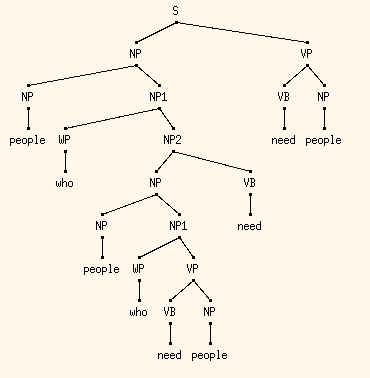 S
NP VP
NP NP1 VB NP
people WP NP2 need people
who NP VB
NP NP1 need
people WP VP
who VB NP
need people